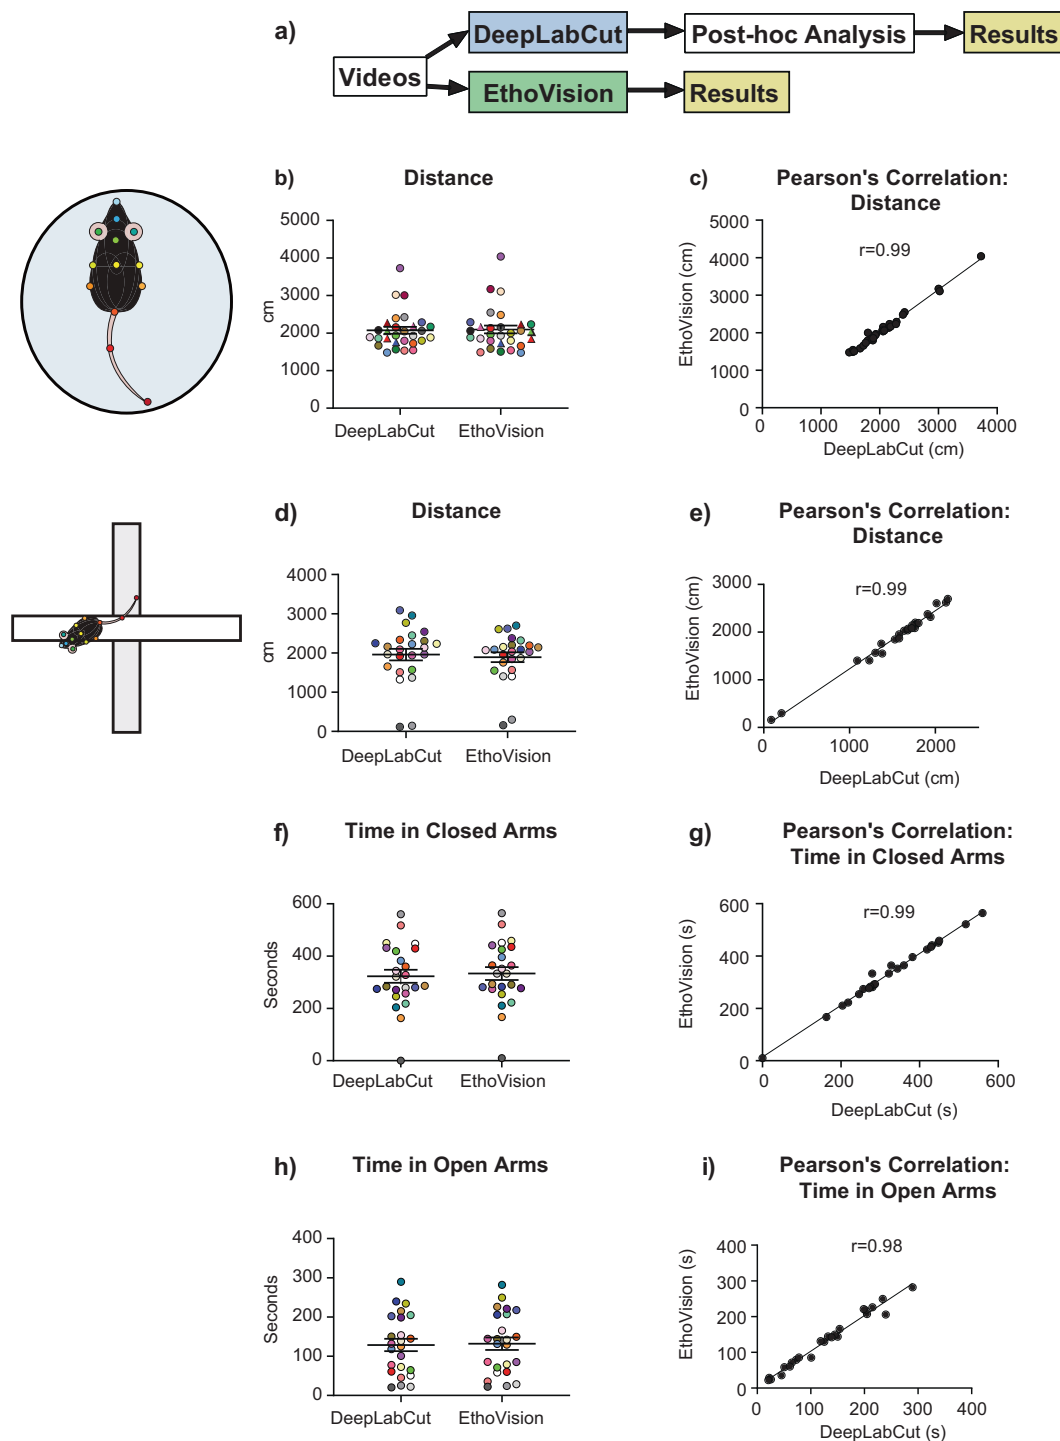 a)
DeepLabCut
Post-hoc Analysis
Results
Videos
EthoVision
Results
b)
Distance
5000
4000
3000
2000
1000
0
cm
DeepLabCut
EthoVision
c)
Pearson's Correlation:
Distance
r=0.99
5000
4000
3000
2000
1000
0
EthoVision (cm)
0
1000
2000
3000
4000
DeepLabCut (cm)
d)
Distance
4000
3000
2000
1000
0
cm
DeepLabCut
EthoVision
e)
Pearson's Correlation:
Distance
r=0.99
3000
2000
1000
0
EthoVision (cm)
0
1000
2000
DeepLabCut (cm)
f)
Time in Closed Arms
600
400
200
0
Seconds
DeepLabCut
EthoVision
g)
Pearson's Correlation:
Time in Closed Arms
r=0.99
600
400
200
0
EthoVision (s)
0
200
400
600
DeepLabCut (s)
h)
Time in Open Arms
400
300
200
100
0
Seconds
DeepLabCut
EthoVision
i)
Pearson's Correlation:
Time in Open Arms
r=0.98
400
300
200
100
0
EthoVision (s)
0
100
200
300
400
DeepLabCut (s)